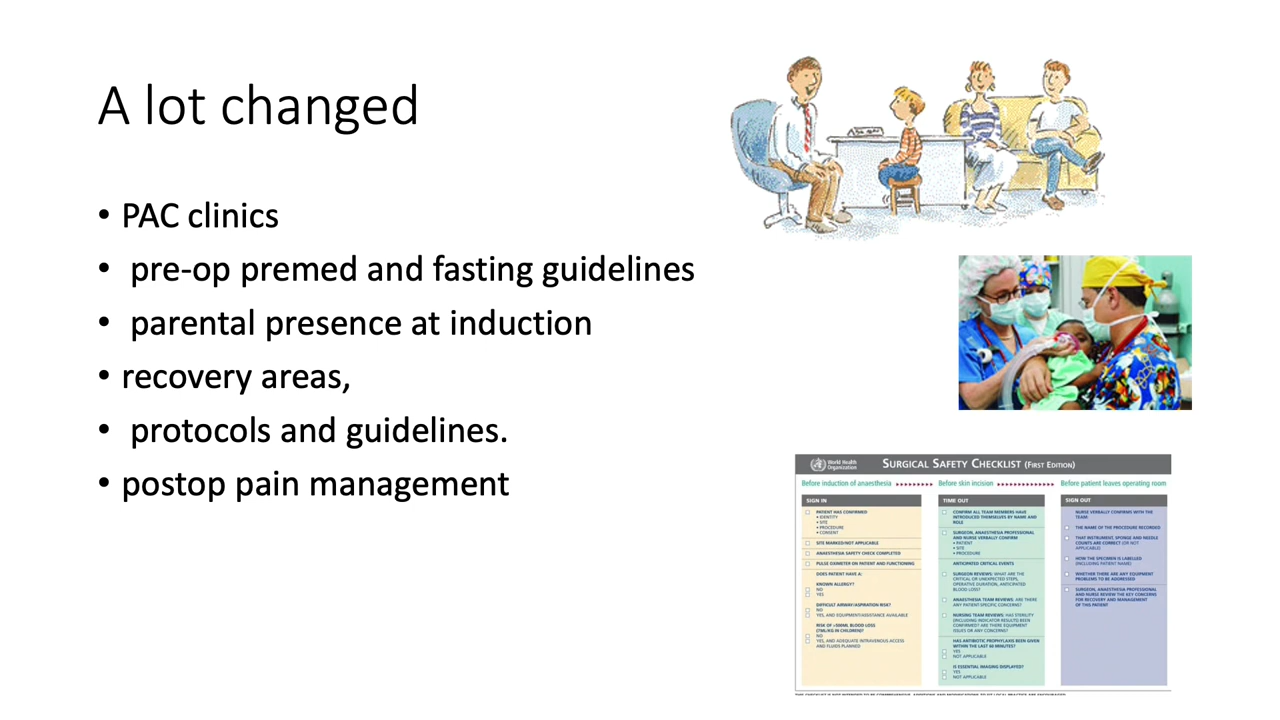 A lot changed
• PAC clinics
• pre-op premed and fasting guidelines
• parental presence at induction
• recovery areas,
• protocols and guidelines.
• postop pain management
World Health
Organization
SURGICAL SAFETY CHECKLIST (FIRST EDITION)
Before induction of anaesthesia
SIGN IN
PATIENT HAS CONFIRMED
• IDENTITY
• SITE
• PROCEDURE
• CONSENT
SITE MARKED/NOT APPLICABLE
ANAESTHESIA SAFETY CHECK COMPLETED
PULSE OXIMETER ON PATIENT AND FUNCTIONING
DOES PATIENT HAVE A:
KNOWN ALLERGY?
NO
YES
DIFFICULT AIRWAY/ASPIRATION RISK?
NO
YES, AND EQUIPMENT/ASSISTANCE AVAILABLE
RISK OF >500ML BLOOD LOSS
(7ML/KG IN CHILDREN)?
NO
YES, AND ADEQUATE INTRAVENOUS ACCESS
AND FLUIDS PLANNED
Before skin incision
TIME OUT
CONFIRM ALL TEAM MEMBERS HAVE
INTRODUCED THEMSELVES BY NAME AND
ROLE
SURGEON, ANAESTHESIA PROFESSIONAL
AND NURSE VERBALLY CONFIRM
• PATIENT
• SITE
• PROCEDURE
ANTICIPATED CRITICAL EVENTS
SURGEON REVIEWS: WHAT ARE THE
CRITICAL OR UNEXPECTED STEPS,
OPERATIVE DURATION, ANTICIPATED
BLOOD LOSS?
ANAESTHESIA TEAM REVIEWS: ARE THERE
ANY PATIENT-SPECIFIC CONCERNS?
NURSING TEAM REVIEWS: HAS STERILITY
(INCLUDING INDICATOR RESULTS) BEEN
CONFIRMED? ARE THERE EQUIPMENT
ISSUES OR ANY CONCERNS?
HAS ANTIBIOTIC PROPHYLAXIS BEEN GIVEN
WITHIN THE LAST 60 MINUTES?
YES
NOT APPLICABLE
IS ESSENTIAL IMAGING DISPLAYED?
YES
NOT APPLICABLE
Before patient leaves operating room
SIGN OUT
NURSE VERBALLY CONFIRMS WITH THE
TEAM:
THE NAME OF THE PROCEDURE RECORDED
THAT INSTRUMENT, SPONGE AND NEEDLE
COUNTS ARE CORRECT (OR NOT
APPLICABLE)
HOW THE SPECIMEN IS LABELLED
(INCLUDING PATIENT NAME)
WHETHER THERE ARE ANY EQUIPMENT
PROBLEMS TO BE ADDRESSED
SURGEON, ANAESTHESIA PROFESSIONAL
AND NURSE REVIEW THE KEY CONCERNS
FOR RECOVERY AND MANAGEMENT
OF THIS PATIENT